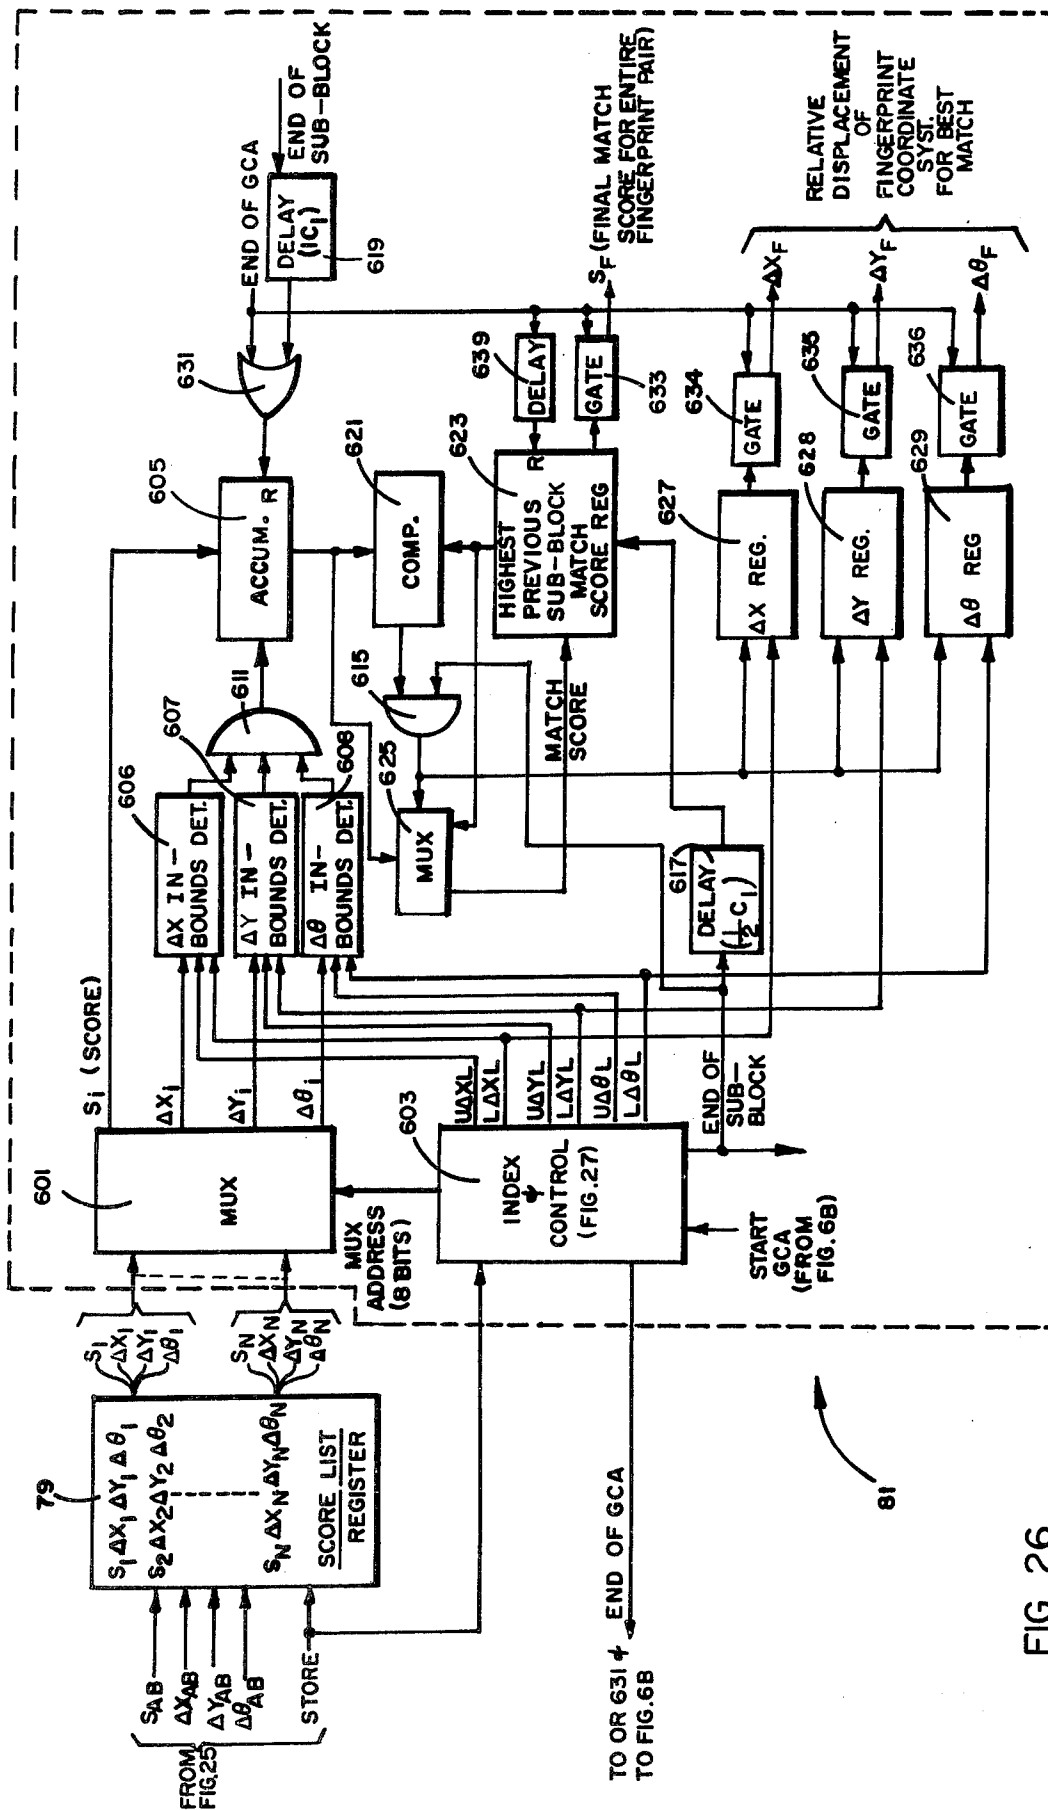 FROM
FIG.25
SAB
ΔXAB
ΔYAB
ΔθAB
STORE
79
S1 ΔX1 ΔY1 Δθ1
S2 ΔX2 ΔY2 Δθ2
SN ΔXN ΔYN ΔθN
SCORE LIST
REGISTER
S1
ΔX1
ΔY1
Δθ1
SN
ΔXN
ΔYN
ΔθN
601
MUX
MUX
ADDRESS
(8 BITS)
Si (SCORE)
ΔXi
ΔYi
Δθi
603
INDEX
&
CONTROL
(FIG.27)
UΔXL
LΔXL
UΔYL
LΔYL
UΔθL
LΔθL
START
GCA
(FROM
FIG. 6B)
END OF
SUB-
BLOCK
END OF GCA
TO OR 631 &
TO FIG.6B
606
ΔX IN-
BOUNDS DET.
607
ΔY IN-
BOUNDS DET.
608
Δθ IN-
BOUNDS DET.
611
605
ACCUM.
R
631
END OF GCA
END OF
SUB-BLOCK
DELAY
(1C1)
619
621
COMP.
615
625
MUX
MATCH
SCORE
617
DELAY
(1/2 C1)
623
R
HIGHEST
PREVIOUS
SUB-BLOCK
MATCH
SCORE REG
639
DELAY
GATE
633
SF (FINAL MATCH
SCORE FOR ENTIRE
FINGERPRINT PAIR)
627
ΔX REG.
634
GATE
ΔXF
628
ΔY REG.
635
GATE
ΔYF
629
Δθ REG
636
GATE
ΔθF
RELATIVE
DISPLACEMENT
OF
FINGERPRINT
COORDINATE
SYST.
FOR BEST
MATCH
81
FIG. 26